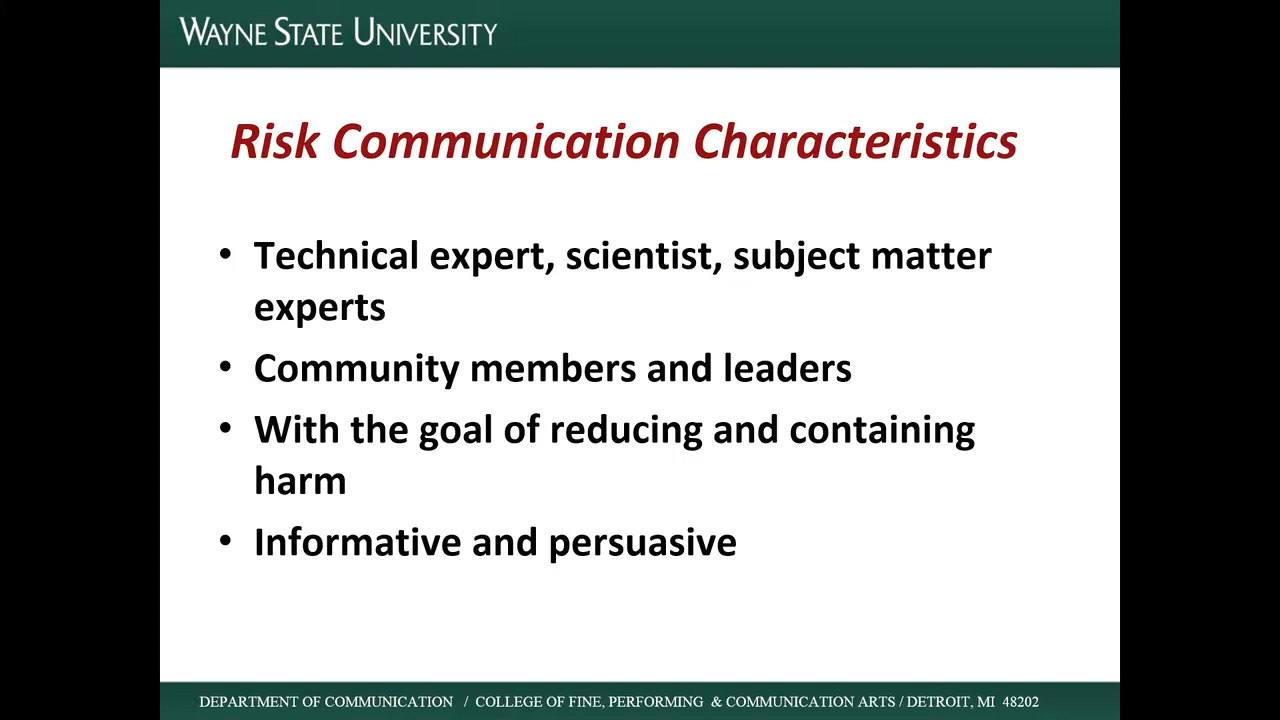 WAYNE STATE UNIVERSITY
Risk Communication Characteristics
• Technical expert, scientist, subject matter
experts
• Community members and leaders
• With the goal of reducing and containing
harm
• Informative and persuasive
DEPARTMENT OF COMMUNICATION / COLLEGE OF FINE, PERFORMING & COMMUNICATION ARTS / DETROIT, MI 48202